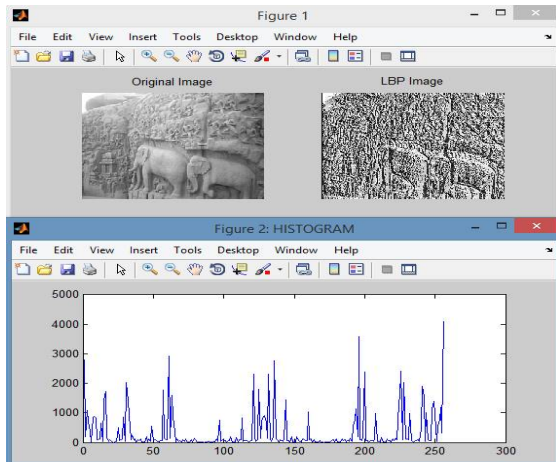 Figure 1
File Edit View Insert Tools Desktop Window Help
Original Image LBP Image
Figure 2: HISTOGRAM
File Edit View Insert Tools Desktop Window Help
5000
4000
3000
2000
1000
0
0 50 100 150 200 250 300